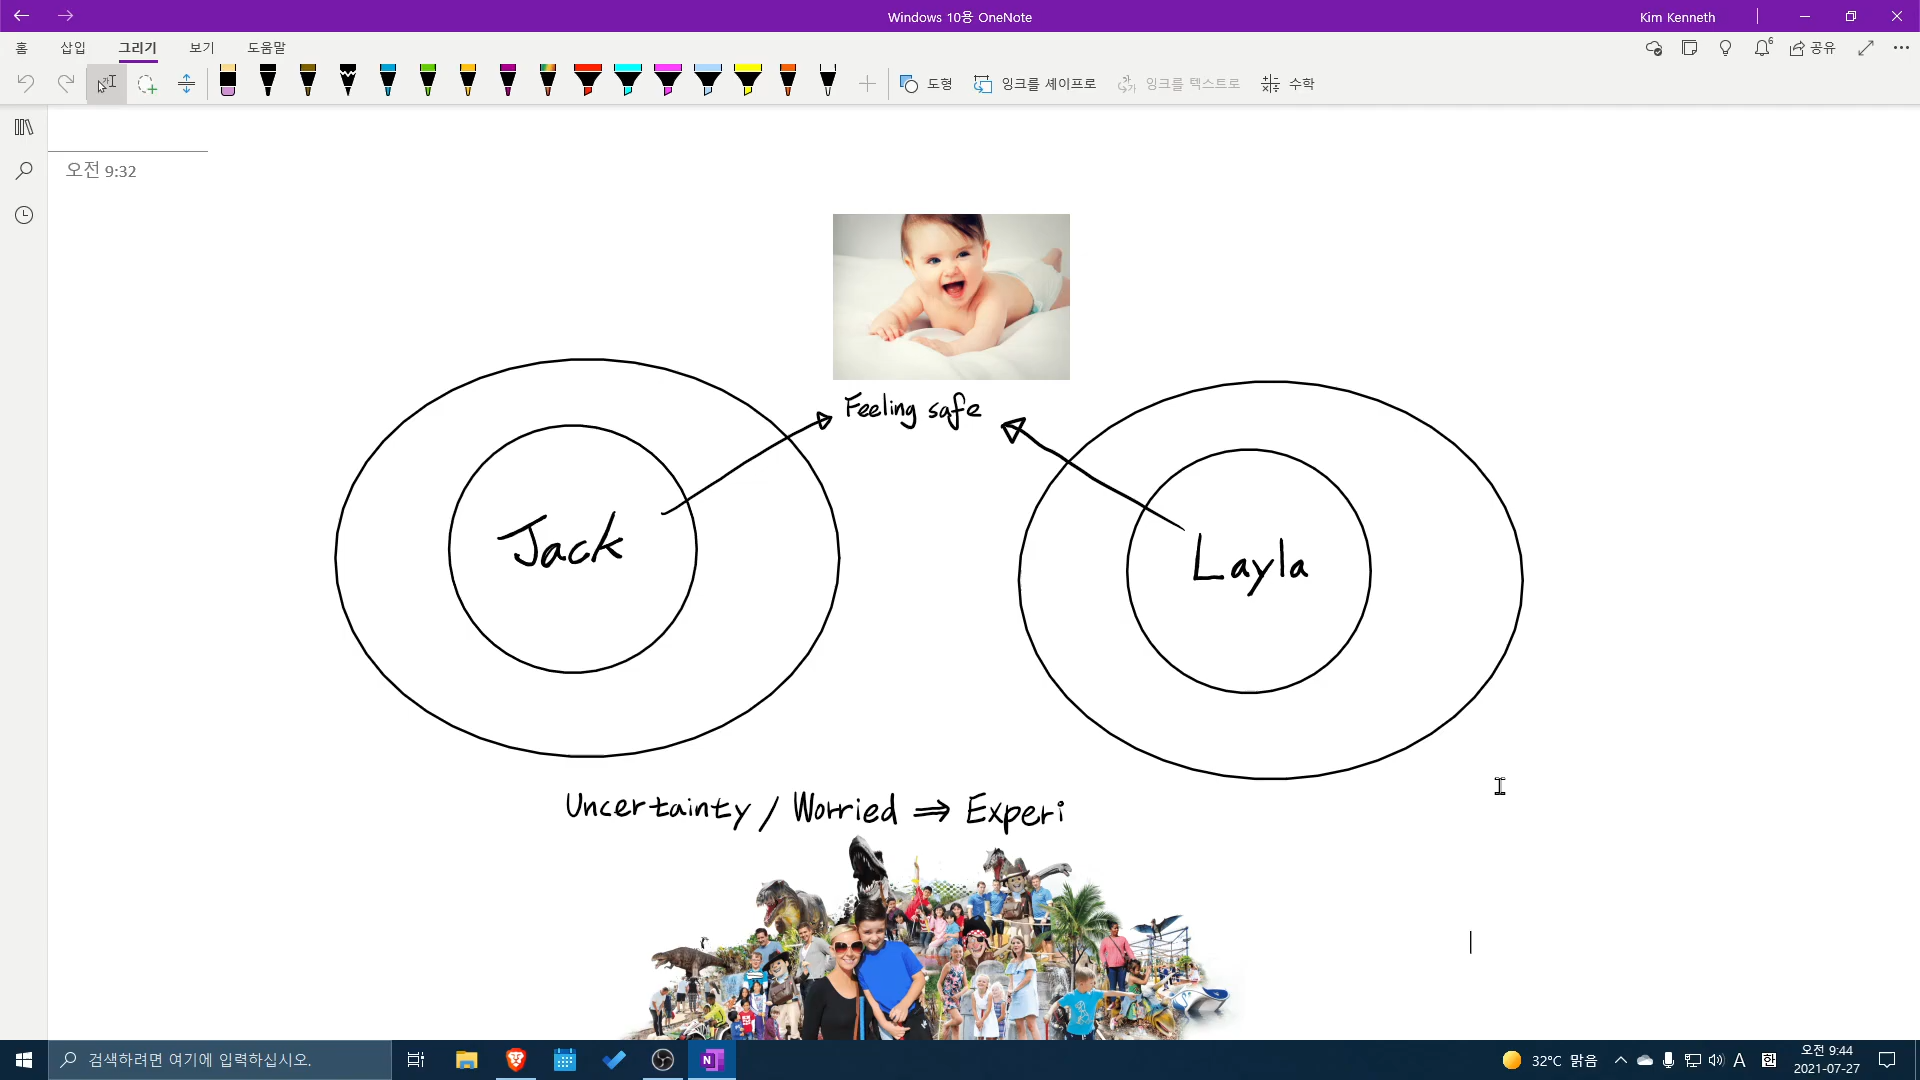 Windows 10용 OneNote
Kim Kenneth
홈 삽입 그리기 보기 도움말
6
공유
도형 잉크를 셰이프로 잉크를 텍스트로 수학
오전 9:32
Feeling safe
Jack
Layla
Uncertainty / Worried ⇒ Experi
검색하려면 여기에 입력하십시오.
N
32°C 맑음
A
한
오전 9:44
2021-07-27